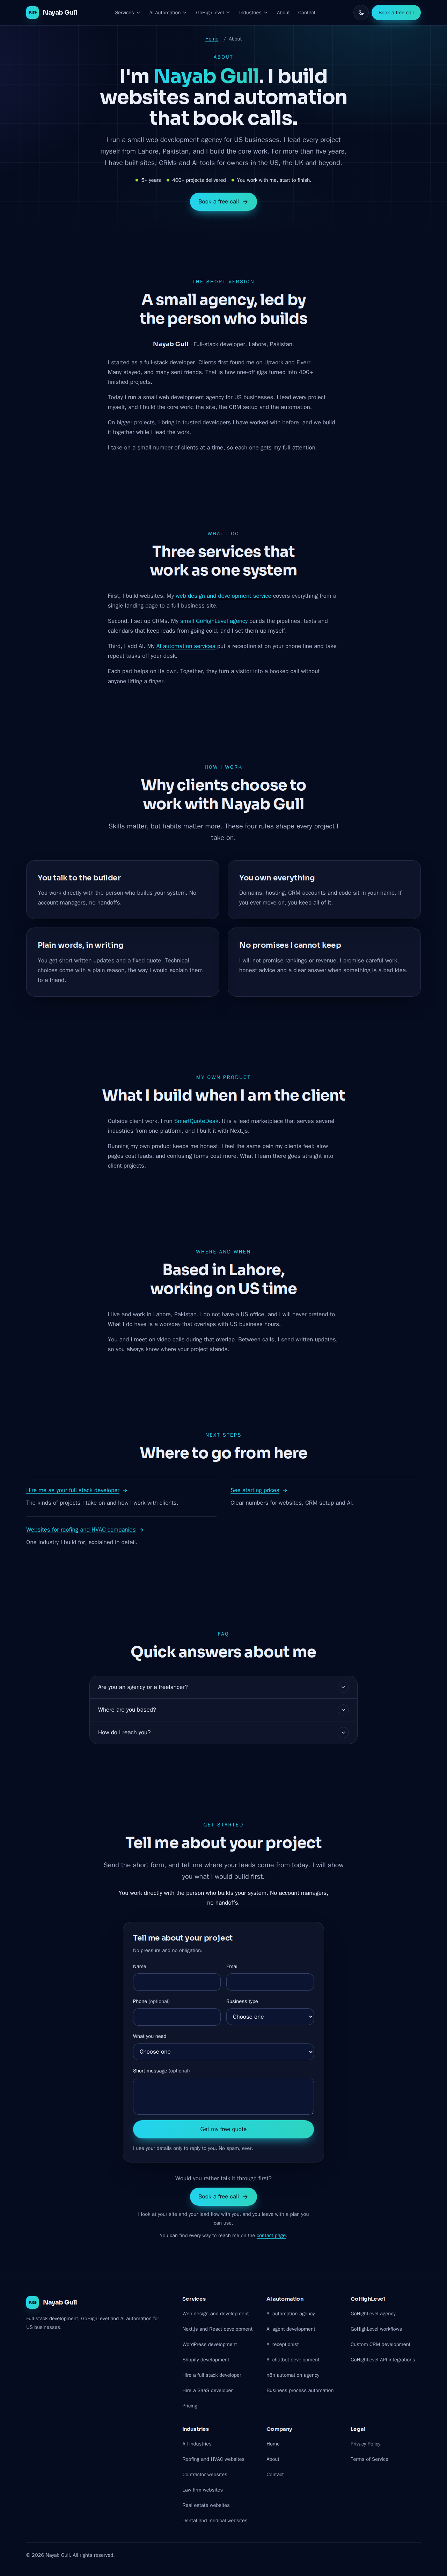 NG Nayab Gull
Services AI Automation GoHighLevel Industries About Contact
Book a free call
Home / About
ABOUT
I'm Nayab Gull. I build
websites and automation
that book calls.
I run a small web development agency for US businesses. I lead every project
myself from Lahore, Pakistan, and I build the core work. For more than five years,
I have built sites, CRMs and AI tools for owners in the US, the UK and beyond.
5+ years 400+ projects delivered You work with me, start to finish.
Book a free call →
THE SHORT VERSION
A small agency, led by
the person who builds
Nayab Gull · Full-stack developer, Lahore, Pakistan.
I started as a full-stack developer. Clients first found me on Upwork and Fiverr.
Many stayed, and many sent friends. That is how one-off gigs turned into 400+
finished projects.
Today I run a small web development agency for US businesses. I lead every project
myself, and I build the core work: the site, the CRM setup and the automation.
On bigger projects, I bring in trusted developers I have worked with before, and we build
it together while I lead the work.
I take on a small number of clients at a time, so each one gets my full attention.
WHAT I DO
Three services that
work as one system
First, I build websites. My web design and development service covers everything from a
single landing page to a full business site.
Second, I set up CRMs. My small GoHighLevel agency builds the pipelines, texts and
calendars that keep leads from going cold, and I set them up myself.
Third, I add AI. My AI automation services put a receptionist on your phone line and take
repeat tasks off your desk.
Each part helps on its own. Together, they turn a visitor into a booked call without
anyone lifting a finger.
HOW I WORK
Why clients choose to
work with Nayab Gull
Skills matter, but habits matter more. These four rules shape every project I
take on.
You talk to the builder
You work directly with the person who builds your system. No
account managers, no handoffs.
You own everything
Domains, hosting, CRM accounts and code sit in your name. If
you ever move on, you keep all of it.
Plain words, in writing
You get short written updates and a fixed quote. Technical
choices come with a plain reason, the way I would explain them
to a friend.
No promises I cannot keep
I will not promise rankings or revenue. I promise careful work,
honest advice and a clear answer when something is a bad idea.
MY OWN PRODUCT
What I build when I am the client
Outside client work, I run SmartQuoteDesk. It is a lead marketplace that serves several
industries from one platform, and I built it with Next.js.
Running my own product keeps me honest. I feel the same pain my clients feel: slow
pages cost leads, and confusing forms cost more. What I learn there goes straight into
client projects.
WHERE AND WHEN
Based in Lahore,
working on US time
I live and work in Lahore, Pakistan. I do not have a US office, and I will never pretend to.
What I do have is a workday that overlaps with US business hours.
You and I meet on video calls during that overlap. Between calls, I send written updates,
so you always know where your project stands.
NEXT STEPS
Where to go from here
Hire me as your full stack developer →
The kinds of projects I take on and how I work with clients.
See starting prices →
Clear numbers for websites, CRM setup and AI.
Websites for roofing and HVAC companies →
One industry I build for, explained in detail.
FAQ
Quick answers about me
Are you an agency or a freelancer?
Where are you based?
How do I reach you?
GET STARTED
Tell me about your project
Send the short form, and tell me where your leads come from today. I will show
you what I would build first.
You work directly with the person who builds your system. No account managers,
no handoffs.
Tell me about your project
No pressure and no obligation.
Name Email
Phone (optional) Business type
Choose one
What you need
Choose one
Short message (optional)
Get my free quote
I use your details only to reply to you. No spam, ever.
Would you rather talk it through first?
Book a free call →
I look at your site and your lead flow with you, and you leave with a plan you
can use.
You can find every way to reach me on the contact page.
NG Nayab Gull
Full-stack development, GoHighLevel and AI automation for
US businesses.
Services
Web design and development
Next.js and React development
WordPress development
Shopify development
Hire a full stack developer
Hire a SaaS developer
Pricing
AI automation
AI automation agency
AI agent development
AI receptionist
AI chatbot development
n8n automation agency
Business process automation
GoHighLevel
GoHighLevel agency
GoHighLevel workflows
Custom CRM development
GoHighLevel API integrations
Industries
All industries
Roofing and HVAC websites
Contractor websites
Law firm websites
Real estate websites
Dental and medical websites
Company
Home
About
Contact
Legal
Privacy Policy
Terms of Service
© 2026 Nayab Gull. All rights reserved.